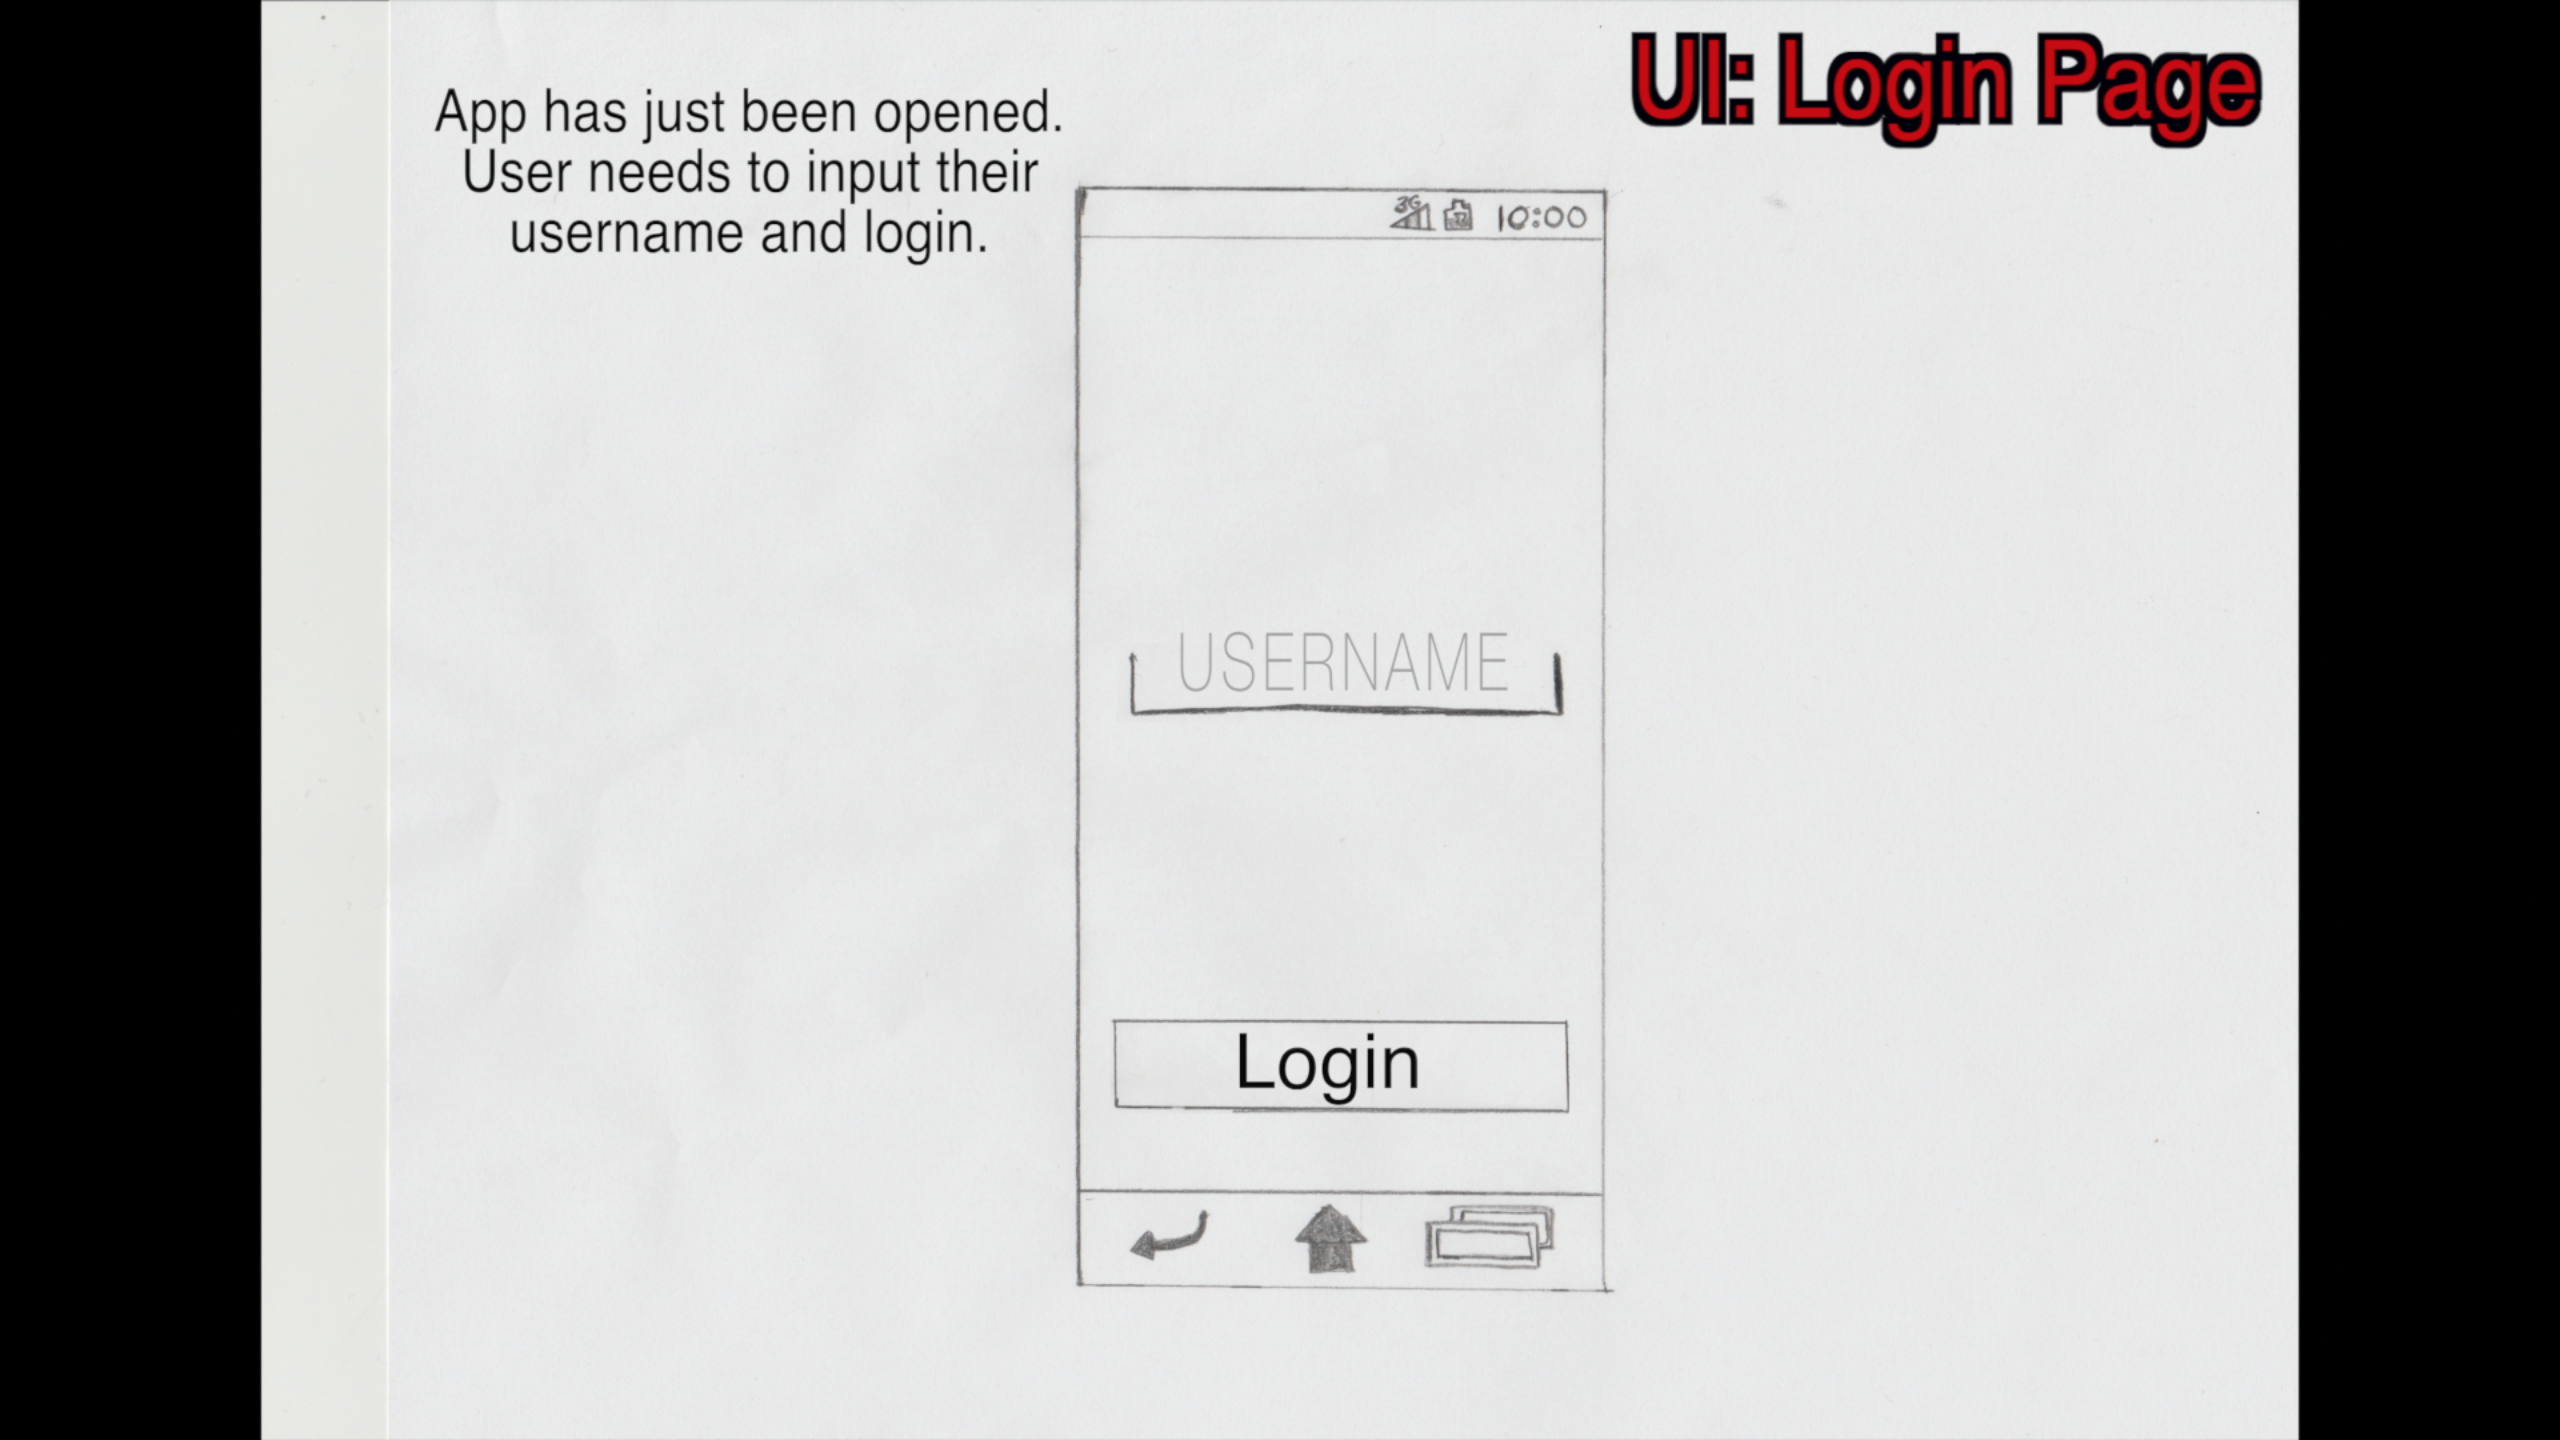 UI: Login Page
App has just been opened.
User needs to input their
username and login.
3G 10:00
USERNAME
Login